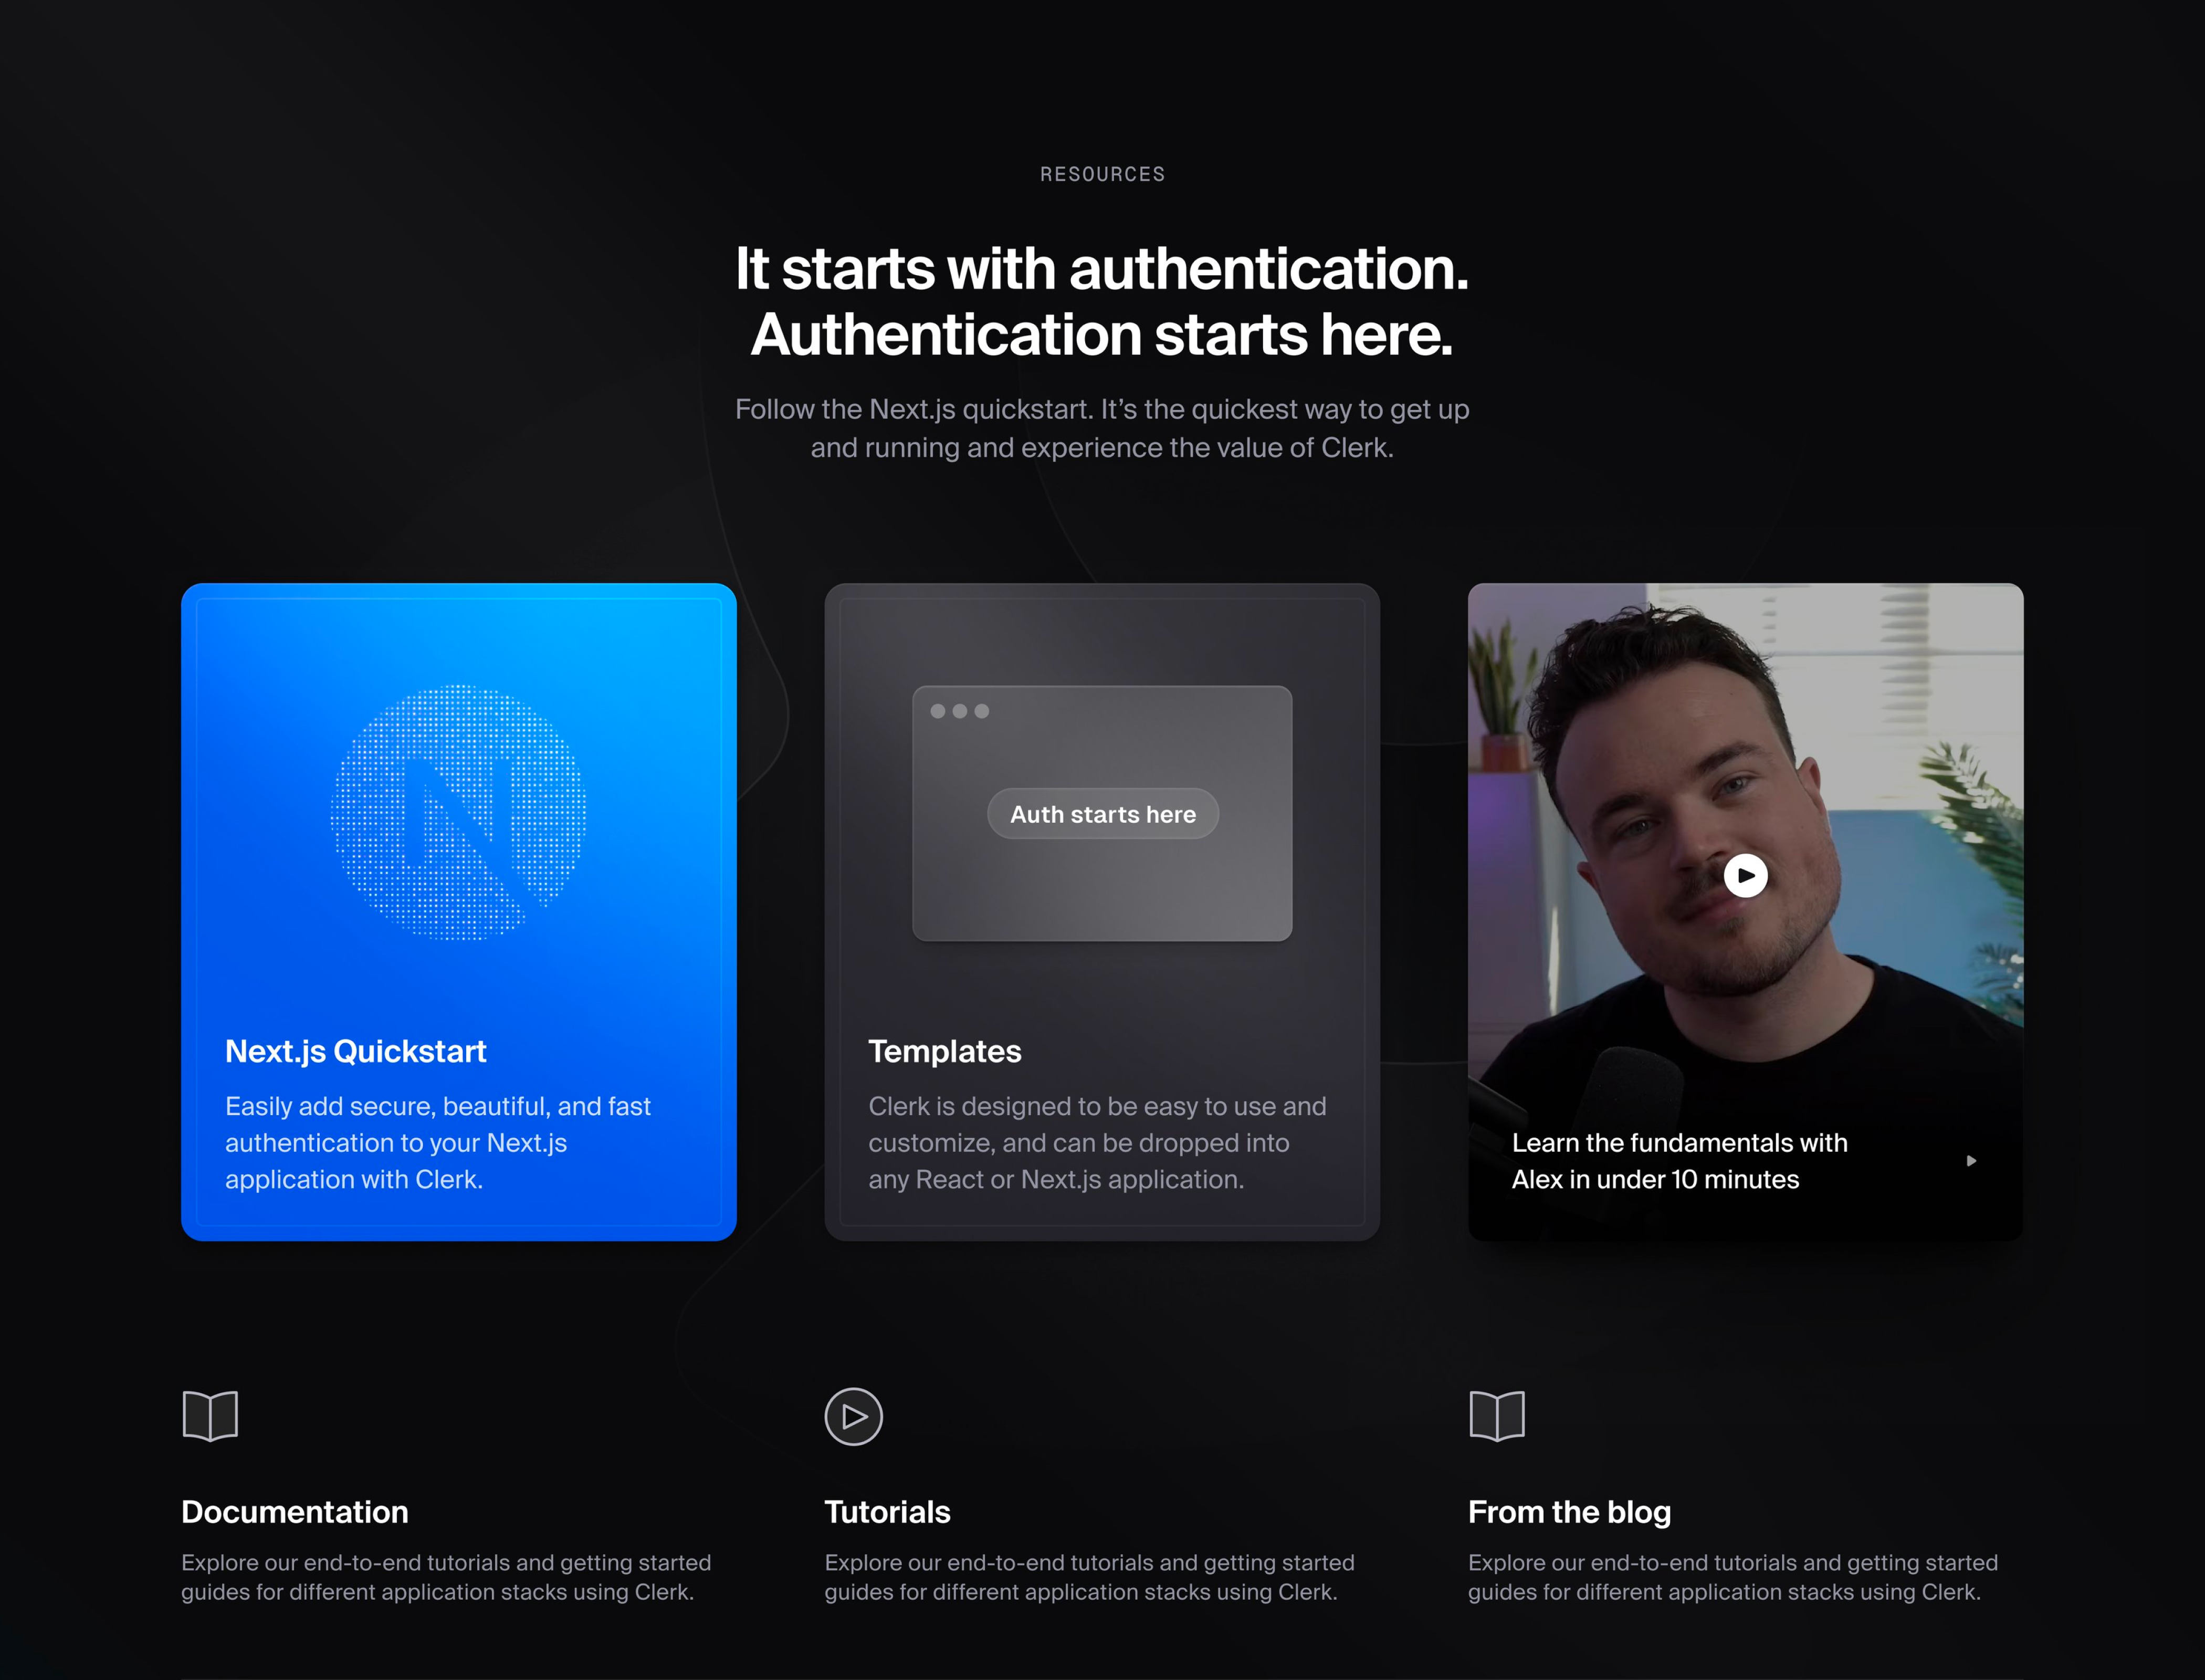 RESOURCES
It starts with authentication.
Authentication starts here.
Follow the Next.js quickstart. It’s the quickest way to get up
and running and experience the value of Clerk.
N
Next.js Quickstart
Easily add secure, beautiful, and fast
authentication to your Next.js
application with Clerk.
Auth starts here
Templates
Clerk is designed to be easy to use and
customize, and can be dropped into
any React or Next.js application.
Learn the fundamentals with
Alex in under 10 minutes
Documentation
Explore our end-to-end tutorials and getting started
guides for different application stacks using Clerk.
Tutorials
Explore our end-to-end tutorials and getting started
guides for different application stacks using Clerk.
From the blog
Explore our end-to-end tutorials and getting started
guides for different application stacks using Clerk.